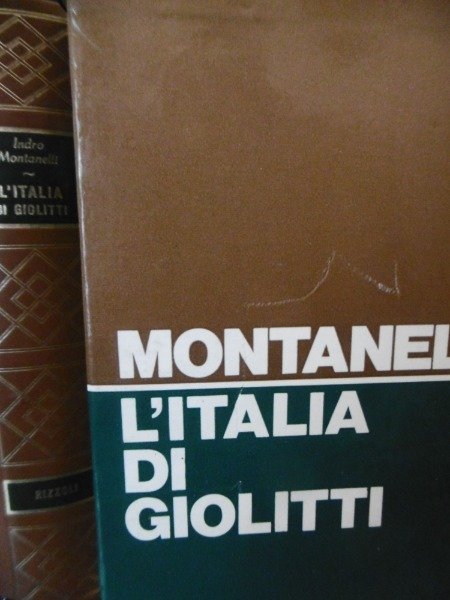 Indro
Montanelli
~
L'ITALIA
DI GIOLITTI
RIZZOLI
MONTANEL
L'ITALIA
DI
GIOLITTI